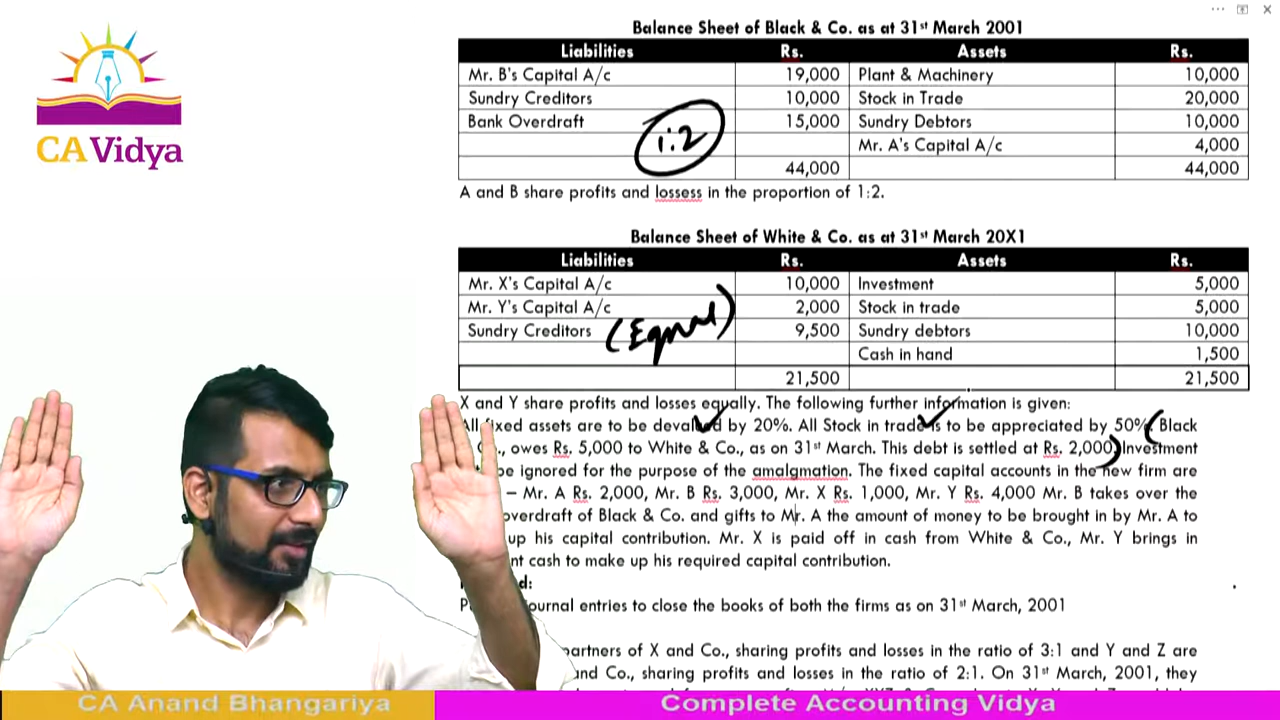 Balance Sheet of Black & Co. as at 31st March 2001
Liabilities Rs. Assets Rs.
Mr. B's Capital A/c 19,000 Plant & Machinery 10,000
Sundry Creditors 10,000 Stock in Trade 20,000
Bank Overdraft 15,000 Sundry Debtors 10,000
1:2
Mr. A's Capital A/c 4,000
44,000 44,000
CA Vidya
A and B share profits and lossess in the proportion of 1:2.
Balance Sheet of White & Co. as at 31st March 20X1
Liabilities Rs. Assets Rs.
Mr. X's Capital A/c 10,000 Investment 5,000
Mr. Y's Capital A/c 2,000 Stock in trade 5,000
Sundry Creditors 9,500 Sundry debtors 10,000
(Equal)
Cash in hand 1,500
21,500 21,500
X and Y share profits and losses equally. The following further information is given:
All fixed assets are to be devalued by 20%. All Stock in trade is to be appreciated by 50%. Black
Co., owes Rs. 5,000 to White & Co., as on 31st March. This debt is settled at Rs. 2,000. Investment
be ignored for the purpose of the amalgmation. The fixed capital accounts in the new firm are
– Mr. A Rs. 2,000, Mr. B Rs. 3,000, Mr. X Rs. 1,000, Mr. Y Rs. 4,000 Mr. B takes over the
overdraft of Black & Co. and gifts to Mr. A the amount of money to be brought in by Mr. A to
up his capital contribution. Mr. X is paid off in cash from White & Co., Mr. Y brings in
nt cash to make up his required capital contribution.
d:
journal entries to close the books of both the firms as on 31st March, 2001
partners of X and Co., sharing profits and losses in the ratio of 3:1 and Y and Z are
and Co., sharing profits and losses in the ratio of 2:1. On 31st March, 2001, they
CA Anand Bhangariya
Complete Accounting Vidya